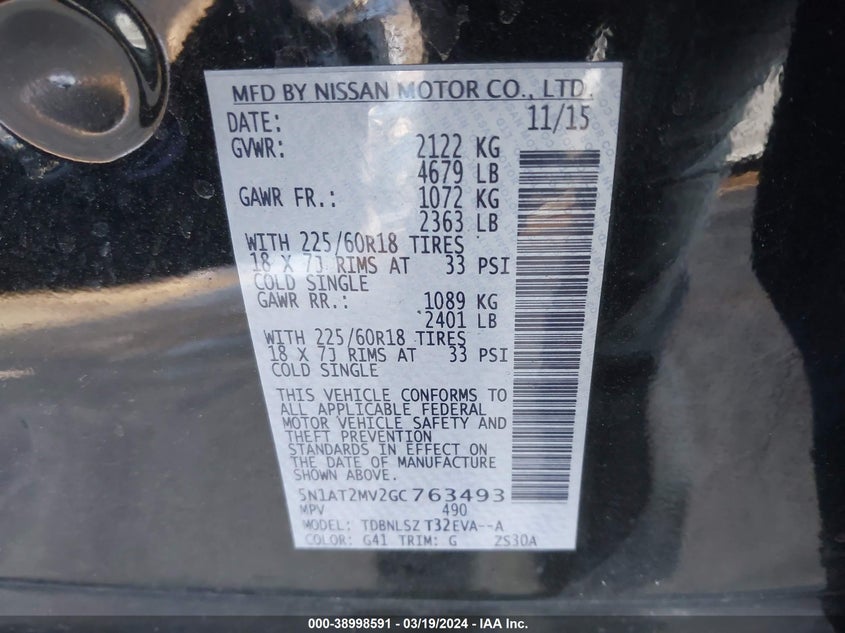 MFD BY NISSAN MOTOR CO., LTD.
DATE: 11/15
GVWR: 2122 KG
4679 LB
GAWR FR.: 1072 KG
2363 LB
WITH 225/60R18 TIRES
18 X 7J RIMS AT 33 PSI
COLD SINGLE
GAWR RR.: 1089 KG
2401 LB
WITH 225/60R18 TIRES
18 X 7J RIMS AT 33 PSI
COLD SINGLE
THIS VEHICLE CONFORMS TO
ALL APPLICABLE FEDERAL
MOTOR VEHICLE SAFETY AND
THEFT PREVENTION
STANDARDS IN EFFECT ON
THE DATE OF MANUFACTURE
SHOWN ABOVE.
5N1AT2MV2GC763493
MPV 490
MODEL: TDBNLSZ T32EVA--A
COLOR: G41 TRIM: G 2S30A
000-38998591 - 03/19/2024 - IAA Inc.